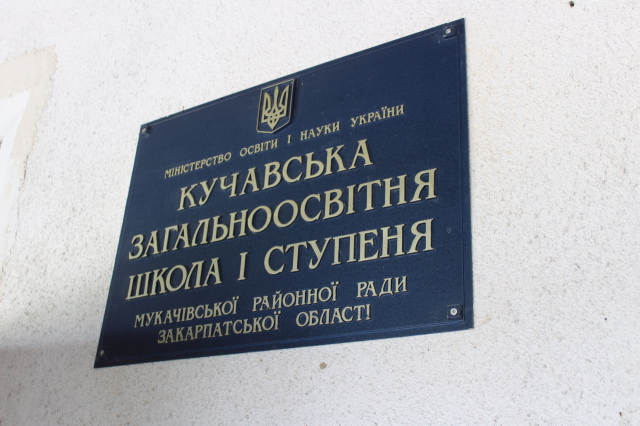 МІНІСТЕРСТВО ОСВІТИ І НАУКИ УКРАЇНИ
КУЧАВСЬКА
ЗАГАЛЬНООСВІТНЯ
ШКОЛА І СТУПЕНЯ
МУКАЧІВСЬКОЇ РАЙОННОЇ РАДИ
ЗАКАРПАТСЬКОЇ ОБЛАСТІ